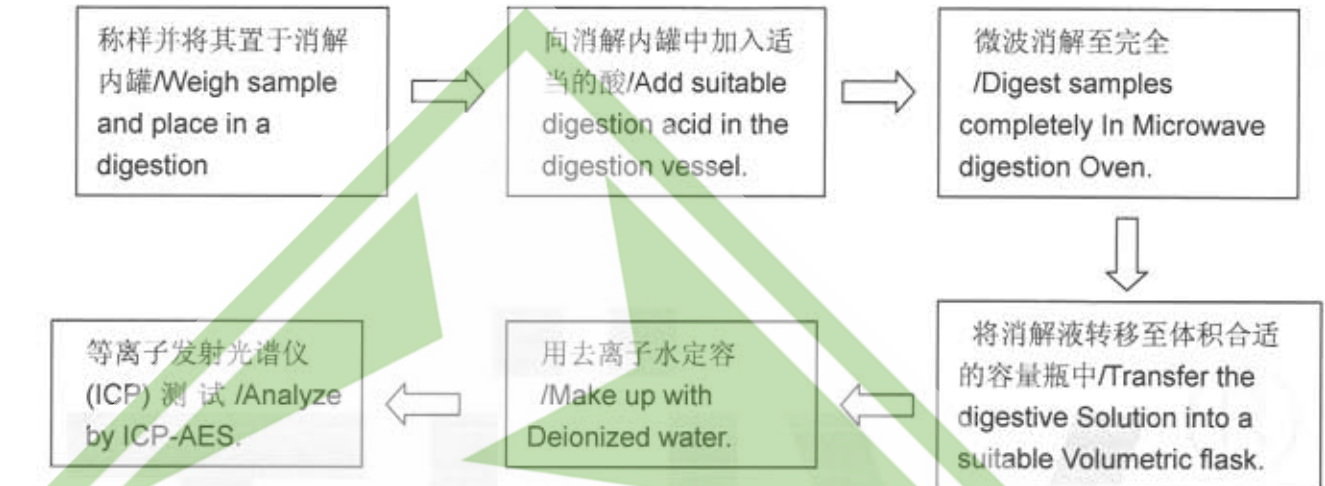 称样并将其置于消解
内罐/Weigh sample
and place in a
digestion
向消解内罐中加入适
当的酸/Add suitable
digestion acid in the
digestion vessel.
微波消解至完全
/Digest samples
completely In Microwave
digestion Oven.
将消解液转移至体积合适
的容量瓶中/Transfer the
digestive Solution into a
suitable Volumetric flask.
用去离子水定容
/Make up with
Deionized water.
等离子发射光谱仪
(ICP) 测 试 /Analyze
by ICP-AES.